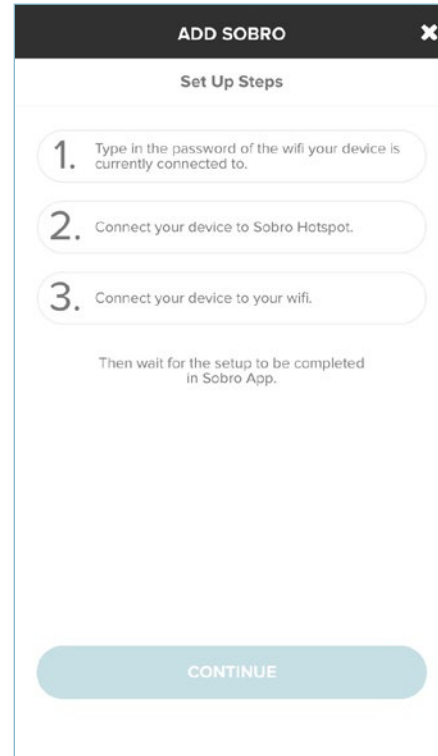 ADD SOBRO
Set Up Steps
1. Type in the password of the wifi your device is
currently connected to.
2. Connect your device to Sobro Hotspot.
3. Connect your device to your wifi.
Then wait for the setup to be completed
in Sobro App.
CONTINUE